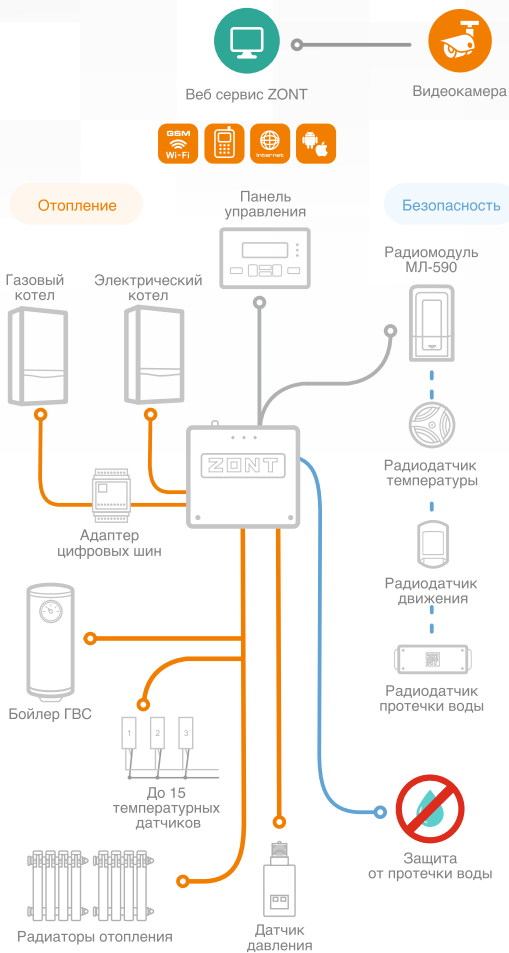 Веб сервис ZONT
Видеокамера
GSM
Wi-Fi
internet
Отопление
Панель
управления
Безопасность
Газовый
котел
Электрический
котел
Радиомодуль
МЛ-590
ZONT
Радиодатчик
температуры
Адаптер
цифровых шин
Радиодатчик
движения
Бойлер ГВС
Радиодатчик
протечки воды
1 2 3
До 15
температурных
датчиков
Защита
от протечки воды
Радиаторы отопления
Датчик
давления